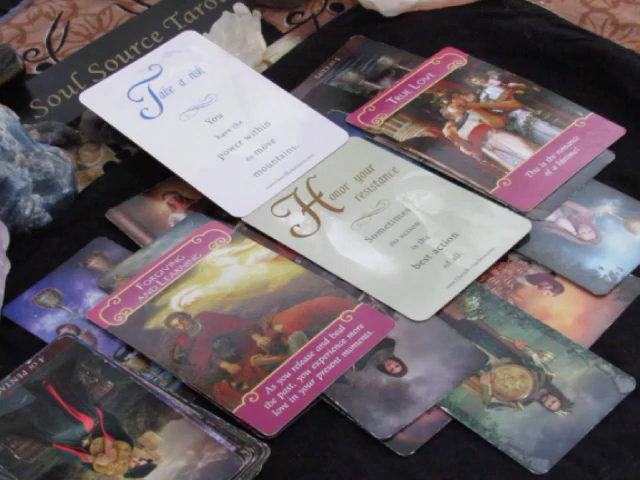 Soul Source Tarot
Take a risk
You
have the
power within
to move
mountains.
TRUE LOVE
This is the romance
of a lifetime!
Honor your
resistance
Sometimes
no action
is the
best action
of all.
FORGIVING
AND LEARNING
As you release and heal
the past, you experience more
love in your present moments.